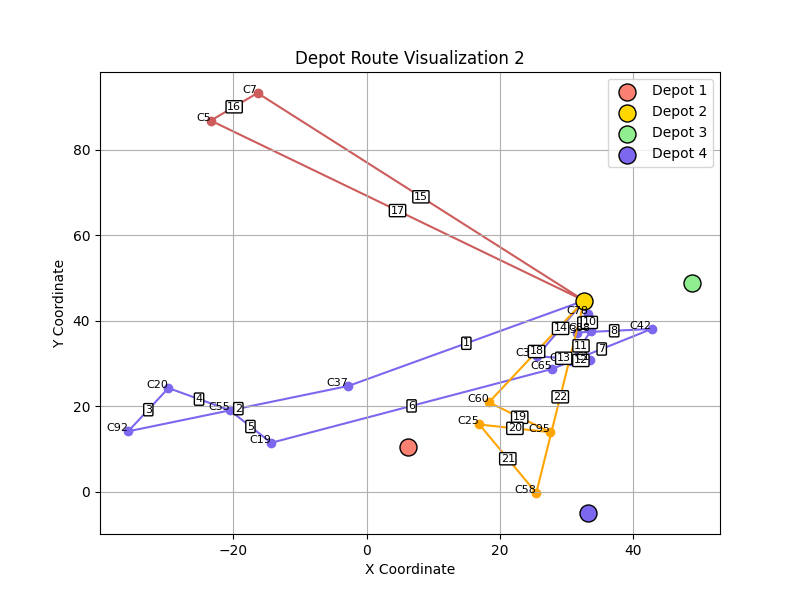 Depot Route Visualization 2
Depot 1
Depot 2
Depot 3
Depot 4
Y Coordinate
80
60
40
20
0
−20
0
20
40
X Coordinate
C7
16
C5
15
17
C78
10
14
8
C42
1
11
7
18
13
12
C65
C20
C37
4
22
C60
3
C55
2
6
19
C92
5
C25
20
C95
C19
21
C58